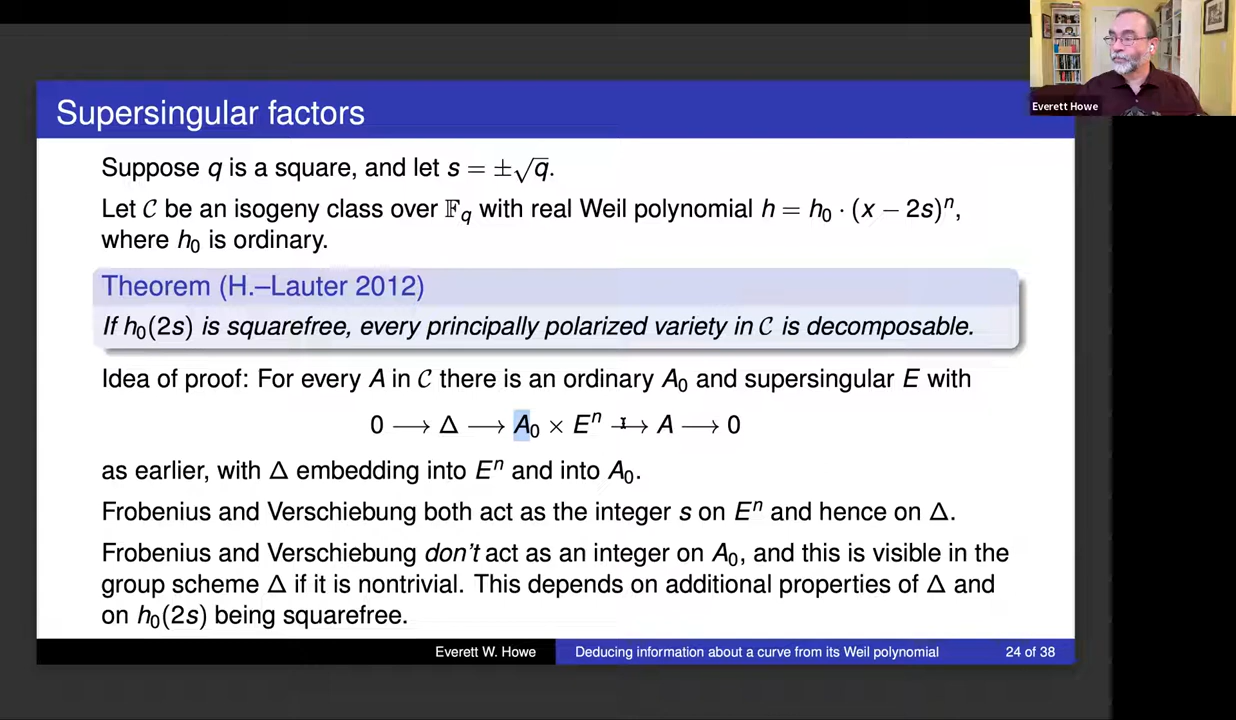 Everett Howe
Supersingular factors
Suppose q is a square, and let s = ±√q.
Let 𝒞 be an isogeny class over 𝔽_q with real Weil polynomial h = h₀ · (x − 2s)ⁿ,
where h₀ is ordinary.
Theorem (H.–Lauter 2012)
If h₀(2s) is squarefree, every principally polarized variety in 𝒞 is decomposable.
Idea of proof: For every A in 𝒞 there is an ordinary A₀ and supersingular E with
0 ⟶ Δ ⟶ A₀ × Eⁿ ⟶ A ⟶ 0
as earlier, with Δ embedding into Eⁿ and into A₀.
Frobenius and Verschiebung both act as the integer s on Eⁿ and hence on Δ.
Frobenius and Verschiebung don't act as an integer on A₀, and this is visible in the
group scheme Δ if it is nontrivial. This depends on additional properties of Δ and
on h₀(2s) being squarefree.
Everett W. Howe Deducing information about a curve from its Weil polynomial 24 of 38